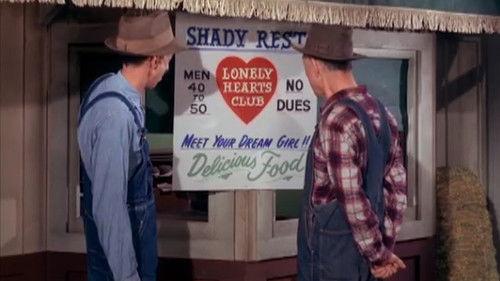 SHADY REST
MEN
40
TO
50
LONELY
HEARTS
CLUB
NO
DUES
MEET YOUR DREAM GIRL!!
Delicious Food